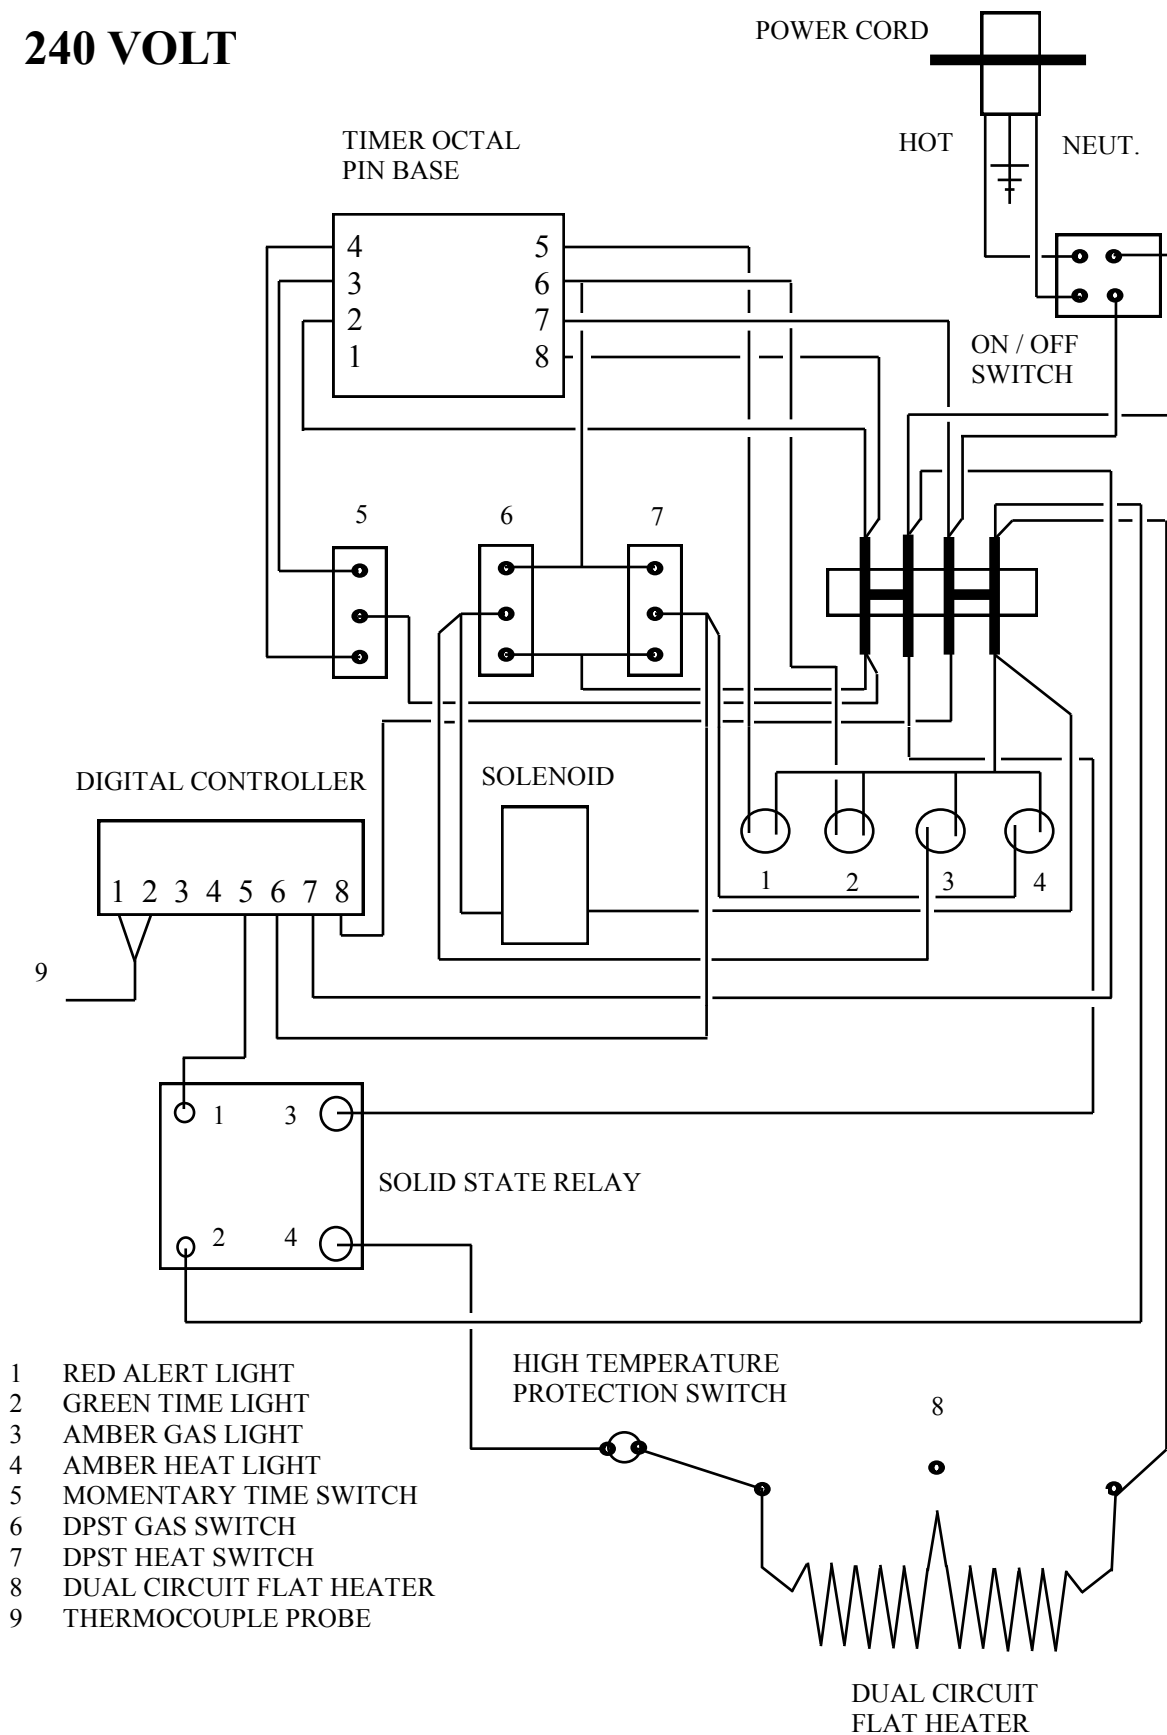 240 VOLT
POWER CORD
HOT
NEUT.
TIMER OCTAL
PIN BASE
4 5
3 6
2 7
1 8
ON / OFF
SWITCH
5 6 7
DIGITAL CONTROLLER
SOLENOID
1 2 3 4 5 6 7 8
1 2 3 4
9
1 3
SOLID STATE RELAY
2 4
1 RED ALERT LIGHT
2 GREEN TIME LIGHT
3 AMBER GAS LIGHT
4 AMBER HEAT LIGHT
5 MOMENTARY TIME SWITCH
6 DPST GAS SWITCH
7 DPST HEAT SWITCH
8 DUAL CIRCUIT FLAT HEATER
9 THERMOCOUPLE PROBE
HIGH TEMPERATURE
PROTECTION SWITCH
8
DUAL CIRCUIT
FLAT HEATER